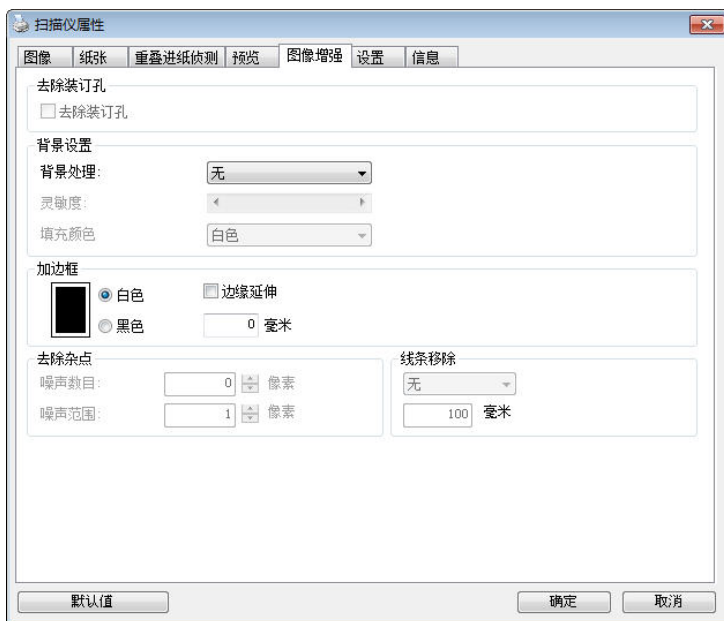 扫描仪属性
图像 纸张 重叠进纸侦测 预览 图像增强 设置 信息
去除装订孔
去除装订孔
背景设置
背景处理: 无
灵敏度:
填充颜色 白色
加边框
白色 边缘延伸
黑色 0 毫米
去除杂点
噪声数目: 0 像素
噪声范围: 1 像素
线条移除
无
100 毫米
默认值 确定 取消